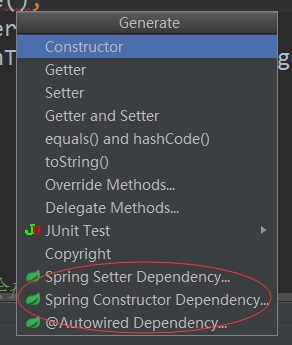 Generate
Constructor
Getter
Setter
Getter and Setter
equals() and hashCode()
toString()
Override Methods...
Delegate Methods...
JUnit Test
Copyright
Spring Setter Dependency...
Spring Constructor Dependency...
@Autowired Dependency...